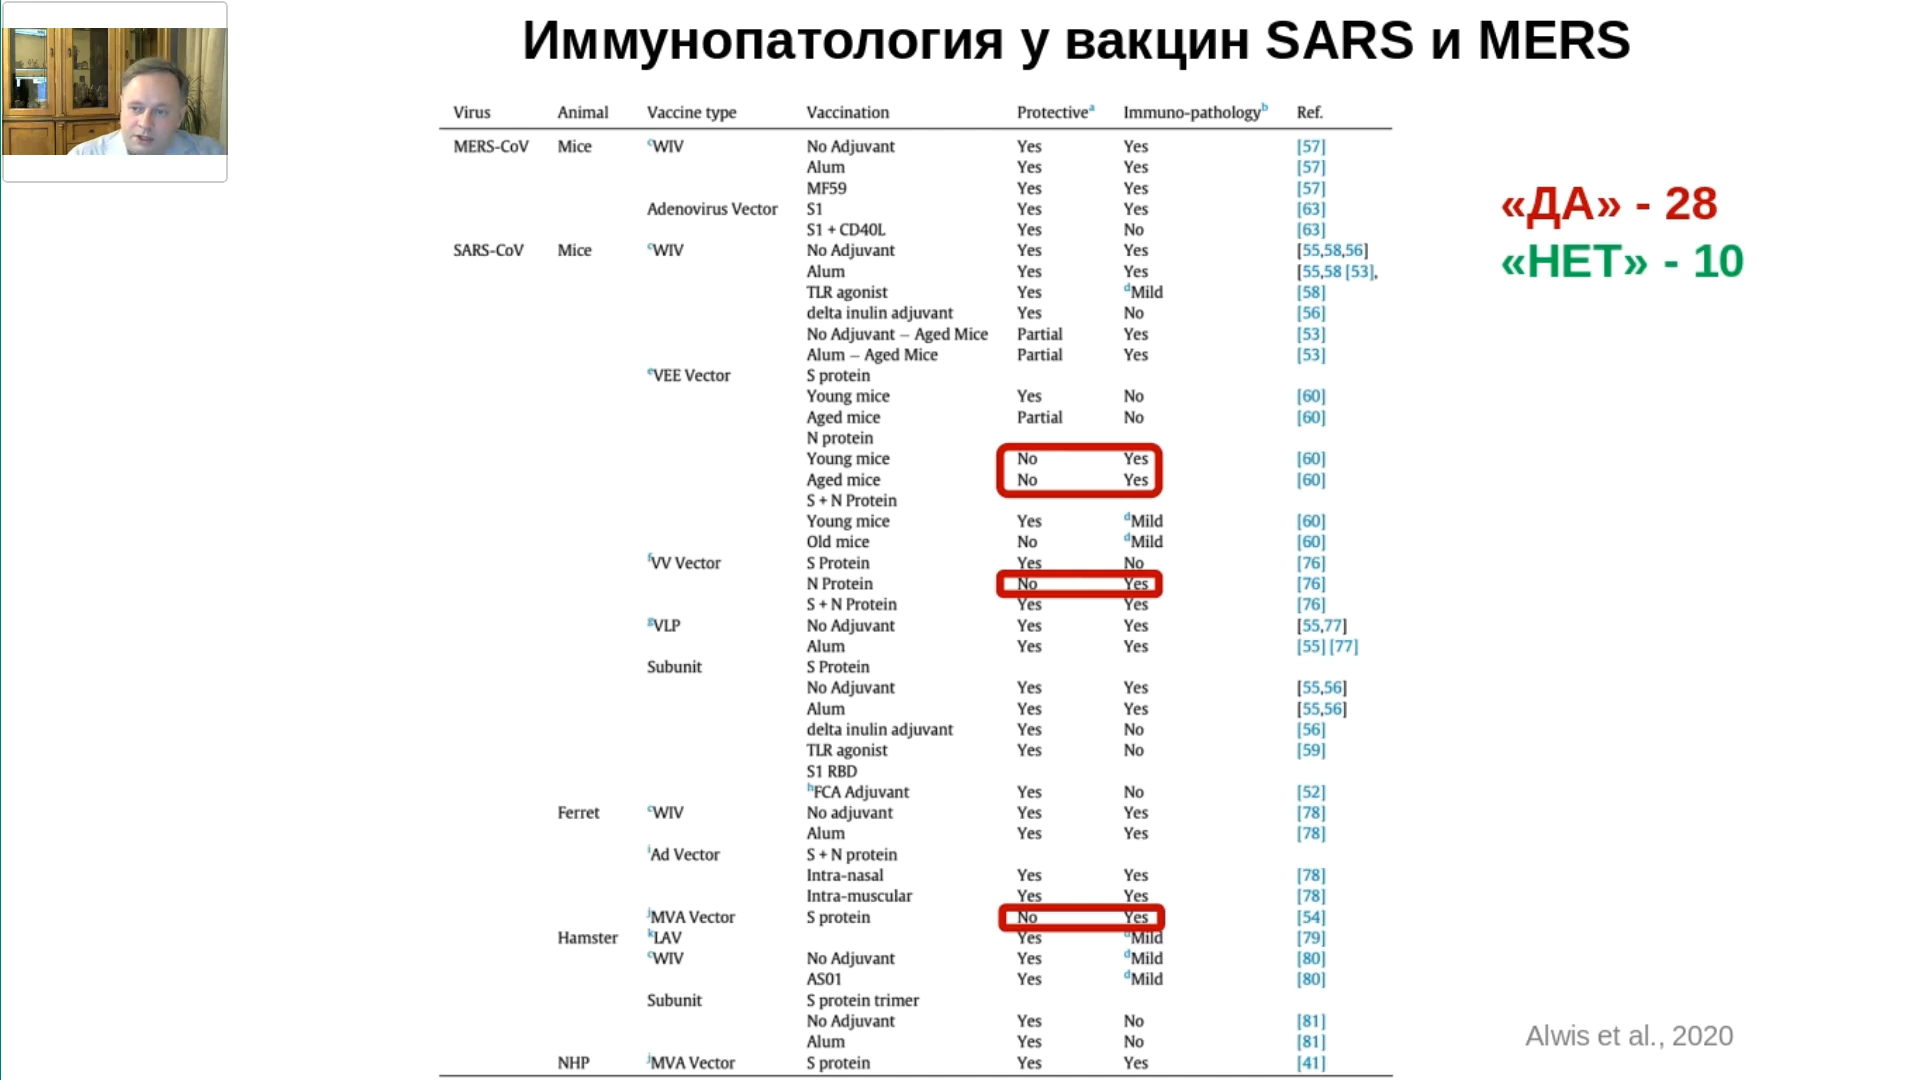 Иммунопатология у вакцин SARS и MERS
Virus Animal Vaccine type Vaccination Protectiveᵃ Immuno-pathologyᵇ Ref.
MERS-CoV Mice ᶜWIV No Adjuvant Yes Yes [57]
Alum Yes Yes [57]
MF59 Yes Yes [57]
Adenovirus Vector S1 Yes Yes [63]
S1 + CD40L Yes No [63]
SARS-CoV Mice ᶜWIV No Adjuvant Yes Yes [55,58,56]
Alum Yes Yes [55,58 [53],
TLR agonist Yes ᵈMild [58]
delta inulin adjuvant Yes No [56]
No Adjuvant – Aged Mice Partial Yes [53]
Alum – Aged Mice Partial Yes [53]
ᵉVEE Vector S protein
Young mice Yes No [60]
Aged mice Partial No [60]
N protein
Young mice No Yes [60]
Aged mice No Yes [60]
S + N Protein
Young mice Yes ᵈMild [60]
Old mice No ᵈMild [60]
ᶠVV Vector S Protein Yes No [76]
N Protein No Yes [76]
S + N Protein Yes Yes [76]
ᵍVLP No Adjuvant Yes Yes [55,77]
Alum Yes Yes [55] [77]
Subunit S Protein
No Adjuvant Yes Yes [55,56]
Alum Yes Yes [55,56]
delta inulin adjuvant Yes No [56]
TLR agonist Yes No [59]
S1 RBD
ʰFCA Adjuvant Yes No [52]
Ferret ᶜWIV No adjuvant Yes Yes [78]
Alum Yes Yes [78]
ⁱAd Vector S + N protein
Intra-nasal Yes Yes [78]
Intra-muscular Yes Yes [78]
ʲMVA Vector S protein No Yes [54]
Hamster ᵏLAV Yes ᵈMild [79]
ᶜWIV No Adjuvant Yes ᵈMild [80]
AS01 Yes ᵈMild [80]
Subunit S protein trimer
No Adjuvant Yes No [81]
Alum Yes No [81]
NHP ʲMVA Vector S protein Yes Yes [41]
«ДА» - 28
«НЕТ» - 10
Alwis et al., 2020